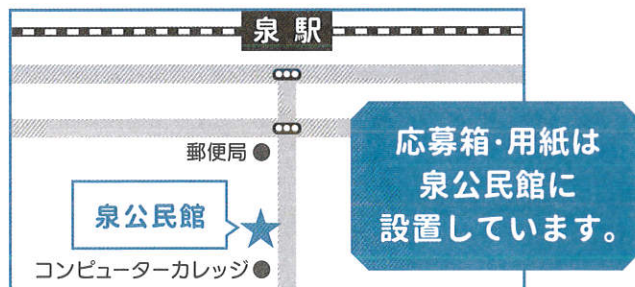 泉駅
郵便局
泉公民館
コンピューターカレッジ
応募箱・用紙は
泉公民館に
設置しています。